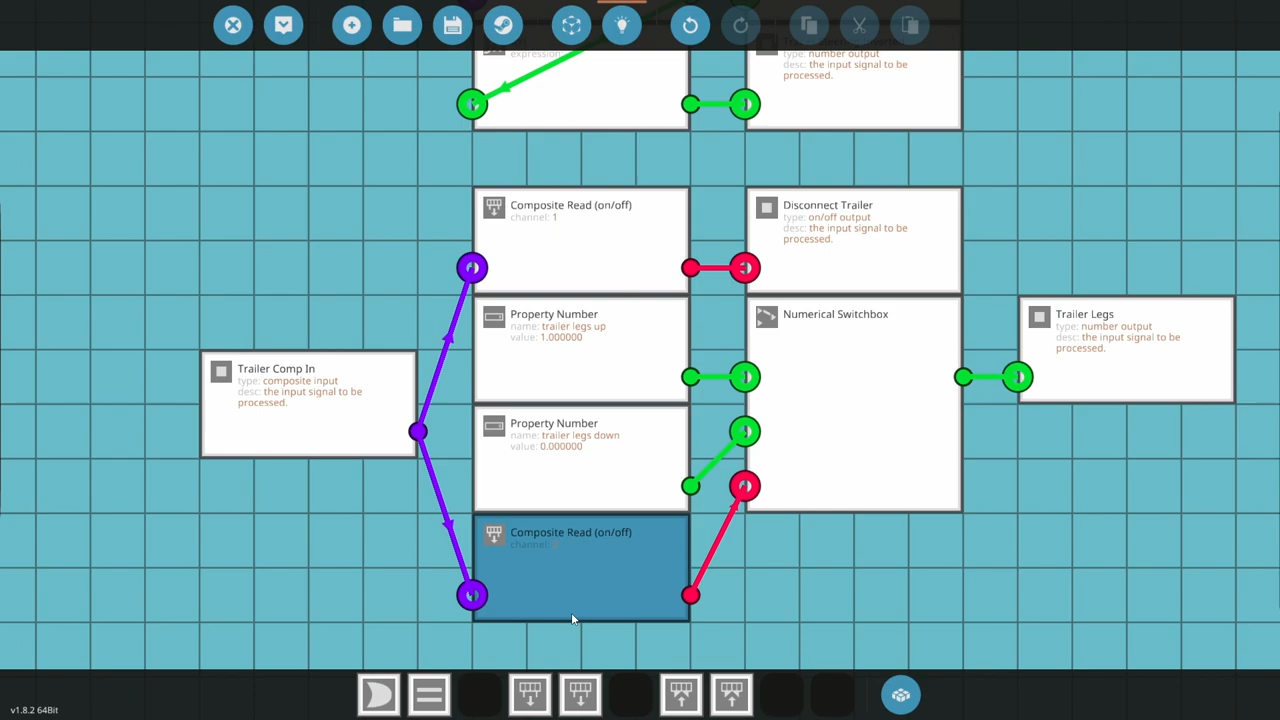 expression
type: number output
desc: the input signal to be
processed.
Composite Read (on/off)
channel: 1
Disconnect Trailer
type: on/off output
desc: the input signal to be
processed.
Property Number
name: trailer legs up
value: 1.000000
Numerical Switchbox
Trailer Legs
type: number output
desc: the input signal to be
processed.
Trailer Comp In
type: composite input
desc: the input signal to be
processed.
Property Number
name: trailer legs down
value: 0.000000
Composite Read (on/off)
channel:
v1.8.2 64Bit